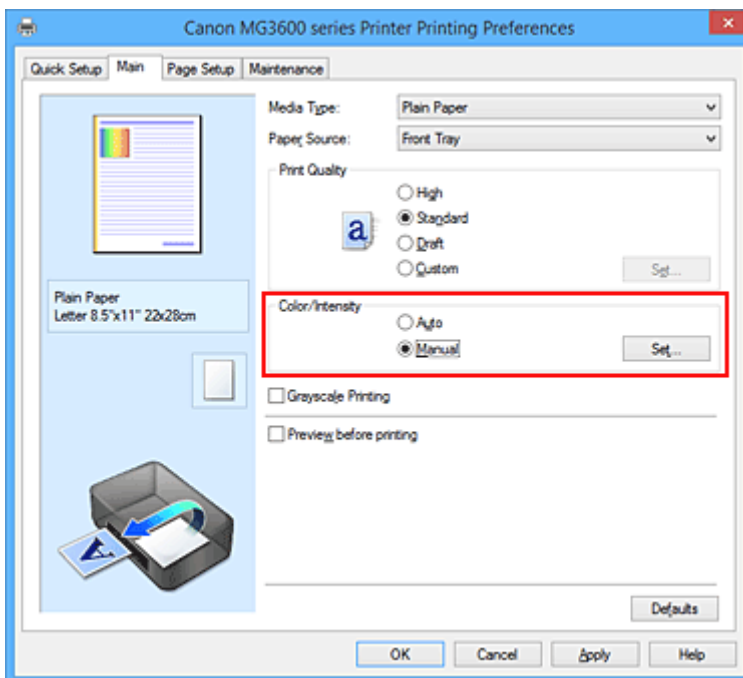 Canon MG3600 series Printer Printing Preferences
Quick Setup Main Page Setup Maintenance
Media Type: Plain Paper
Paper Source: Front Tray
Print Quality
High
Standard
Draft
Custom Set...
a
Plain Paper
Letter 8.5"x11" 22x28cm
Color/Intensity
Auto
Manual Set...
Grayscale Printing
Preview before printing
A
Defaults
OK Cancel Apply Help